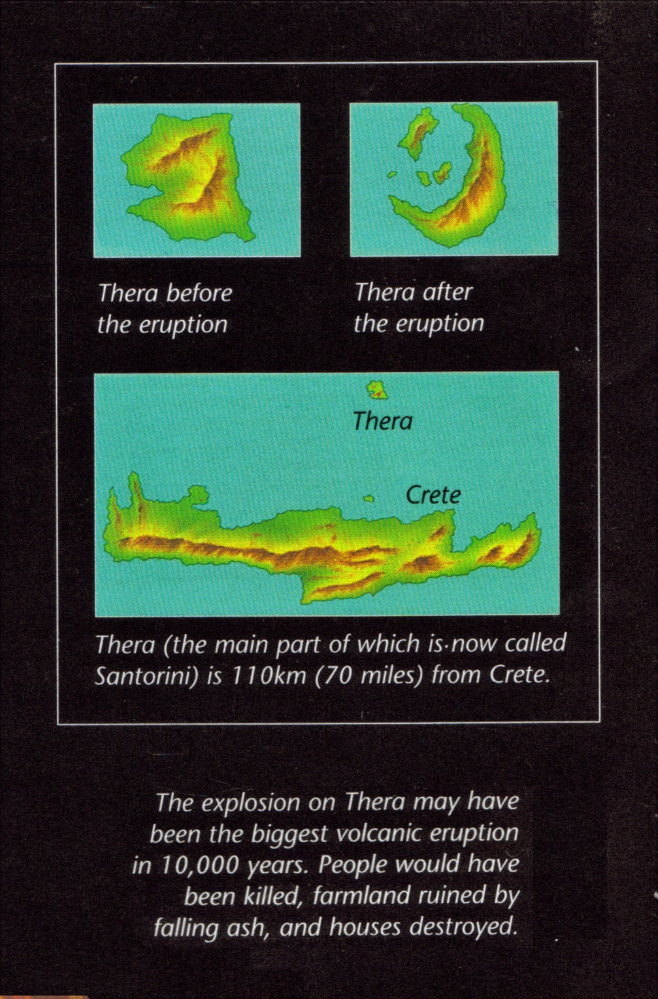 Thera before
the eruption
Thera after
the eruption
Thera
Crete
Thera (the main part of which is now called
Santorini) is 110km (70 miles) from Crete.
The explosion on Thera may have
been the biggest volcanic eruption
in 10,000 years. People would have
been killed, farmland ruined by
falling ash, and houses destroyed.